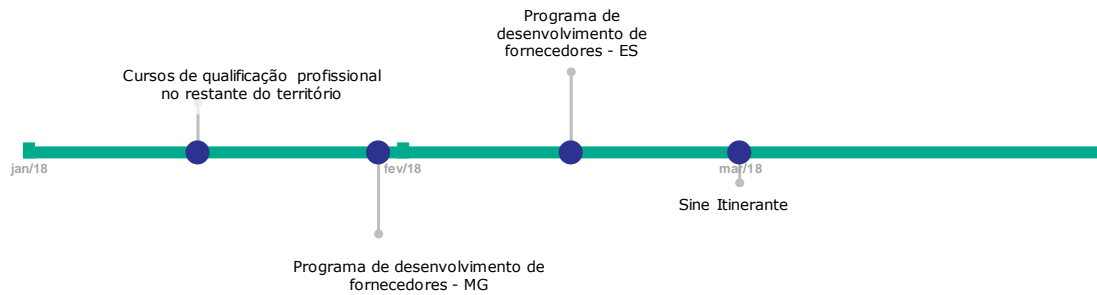 Programa de
desenvolvimento de
fornecedores - ES
Cursos de qualificação profissional
no restante do território
jan/18
fev/18
mar/18
Sine Itinerante
Programa de desenvolvimento de
fornecedores - MG